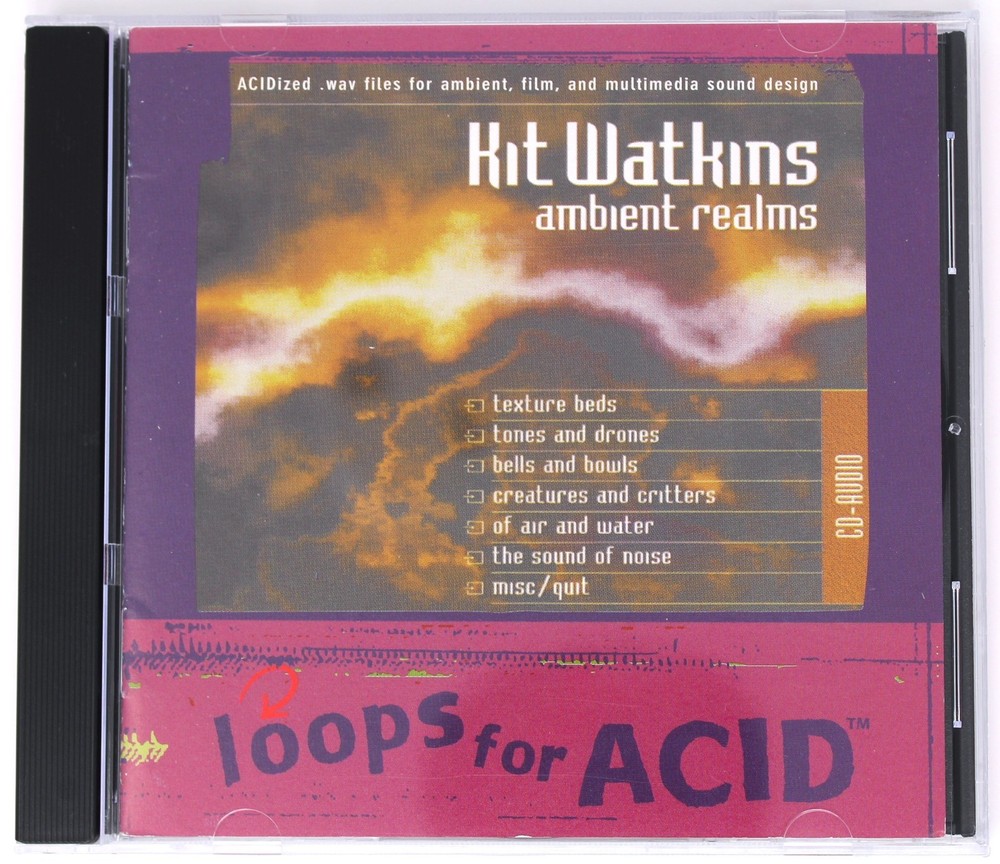 ACIDized .wav files for ambient, film, and multimedia sound design
Kit Watkins
ambient realms
texture beds
tones and drones
bells and bowls
creatures and critters
of air and water
the sound of noise
misc/quit
CD-AUDIO
loops for ACID™